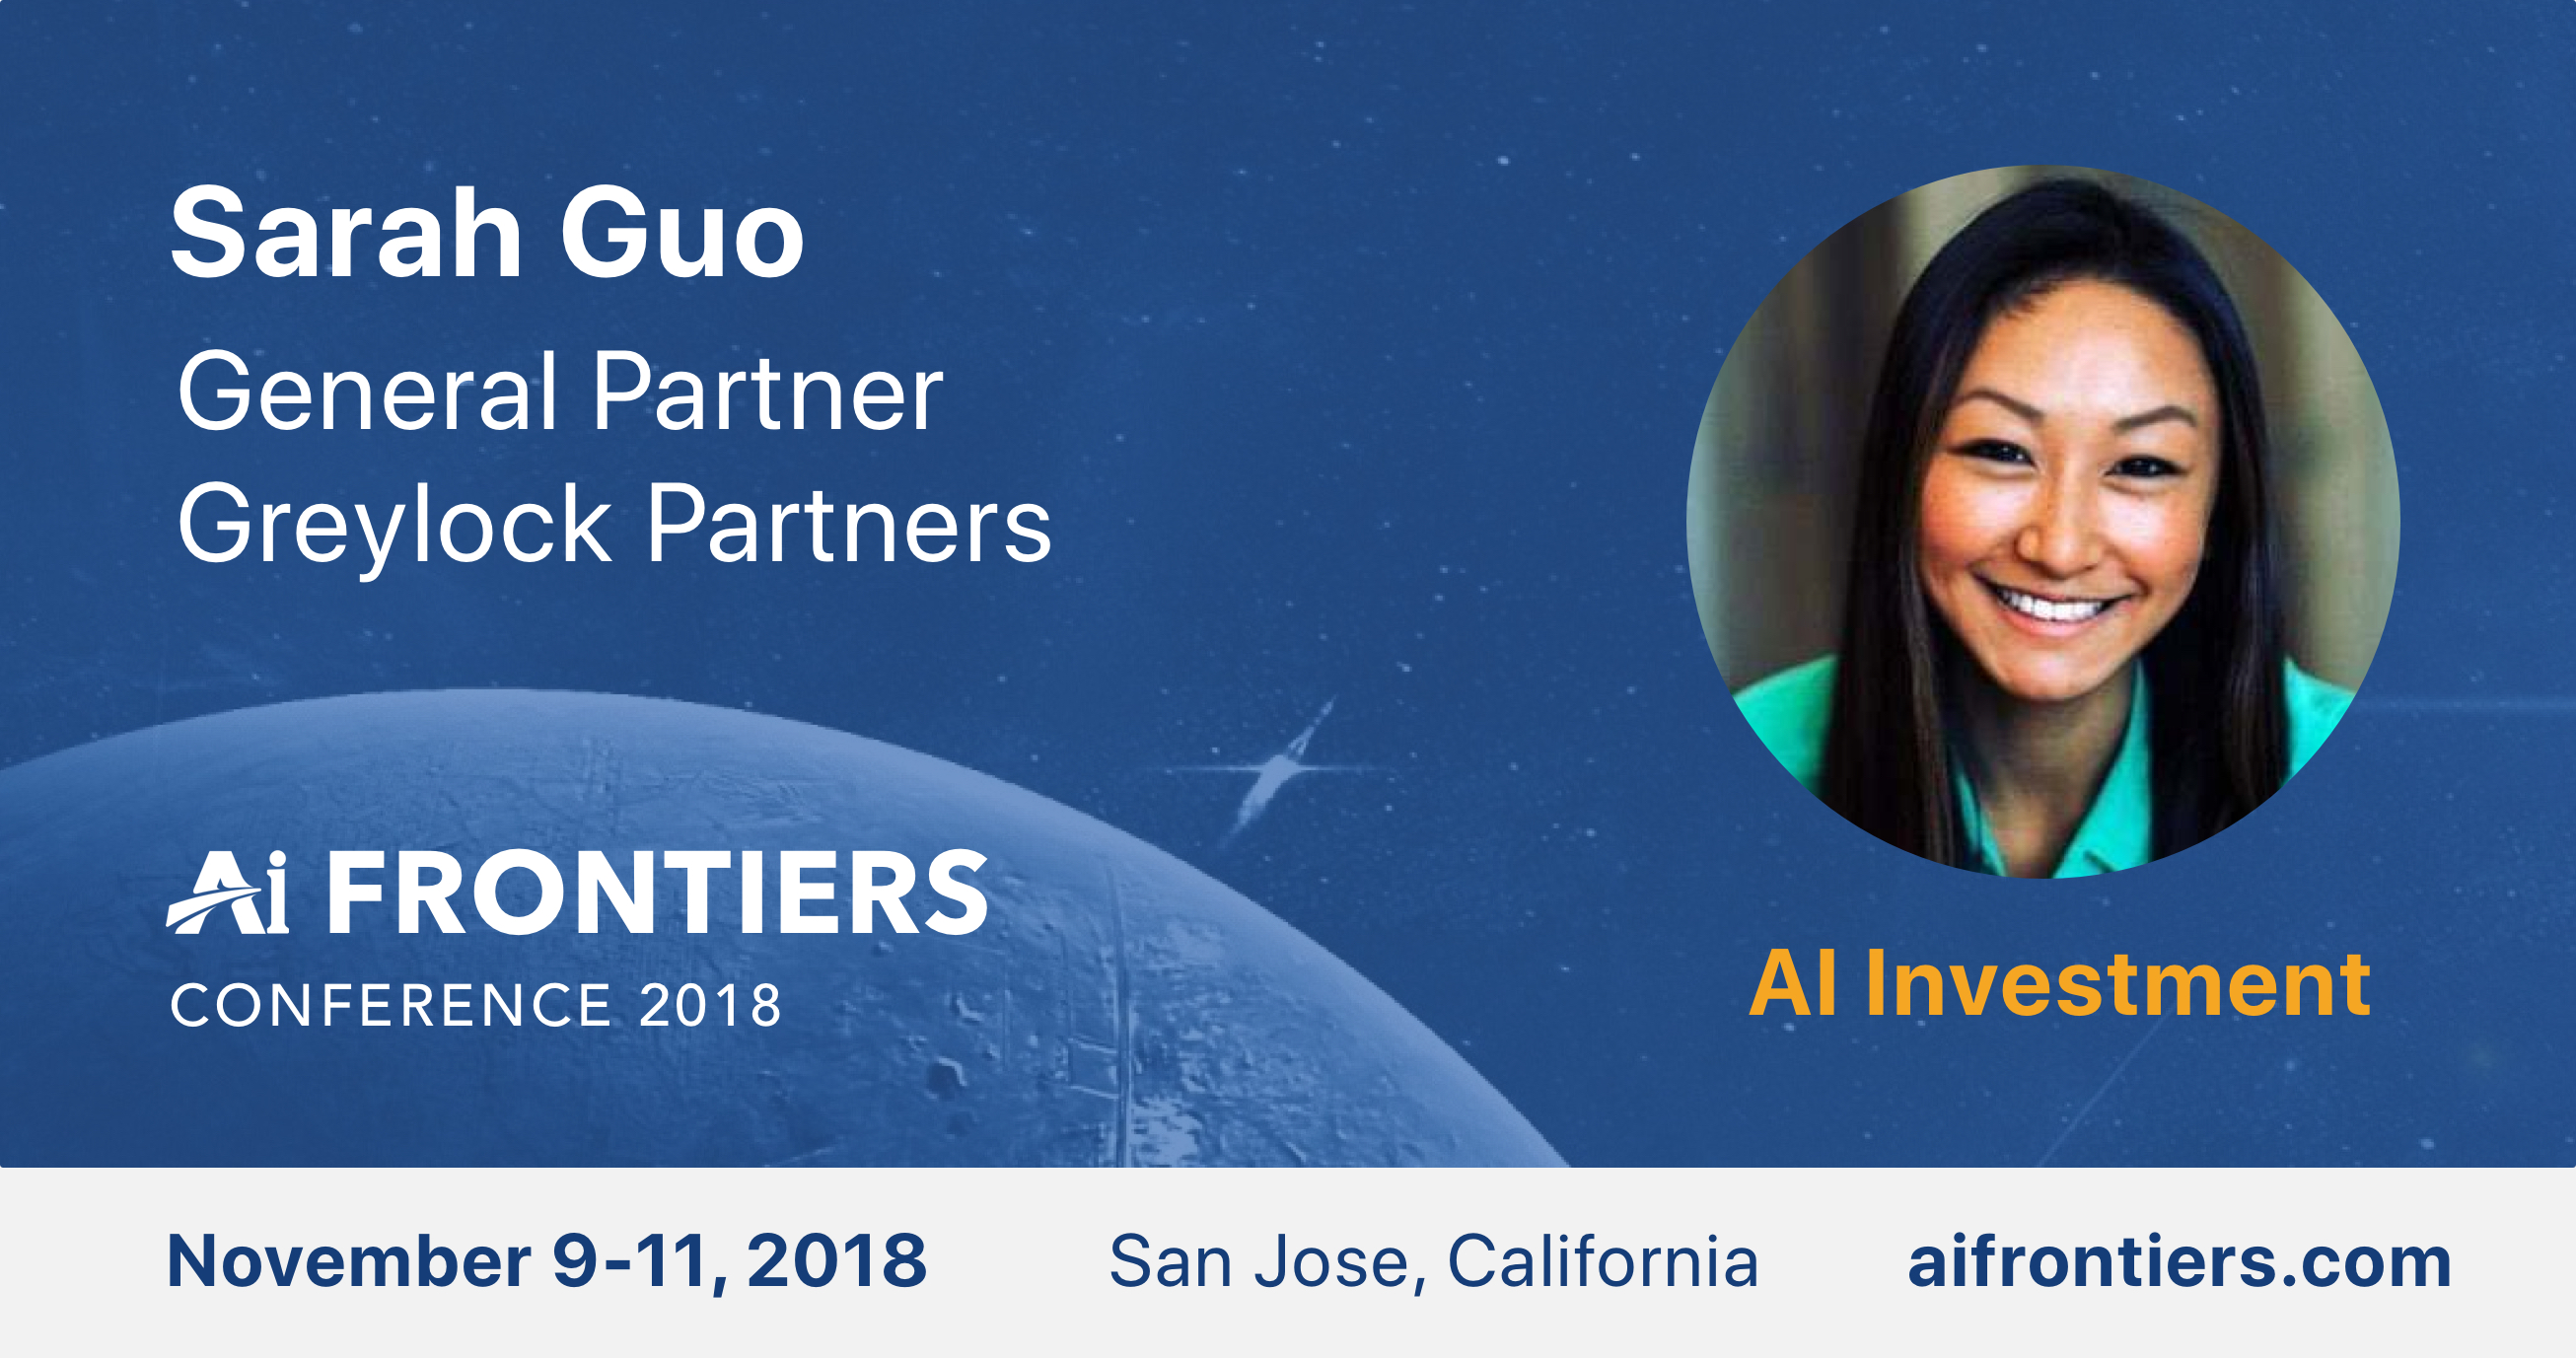 Sarah Guo
General Partner
Greylock Partners
Ai FRONTIERS
CONFERENCE 2018
AI Investment
November 9-11, 2018
San Jose, California
aifrontiers.com